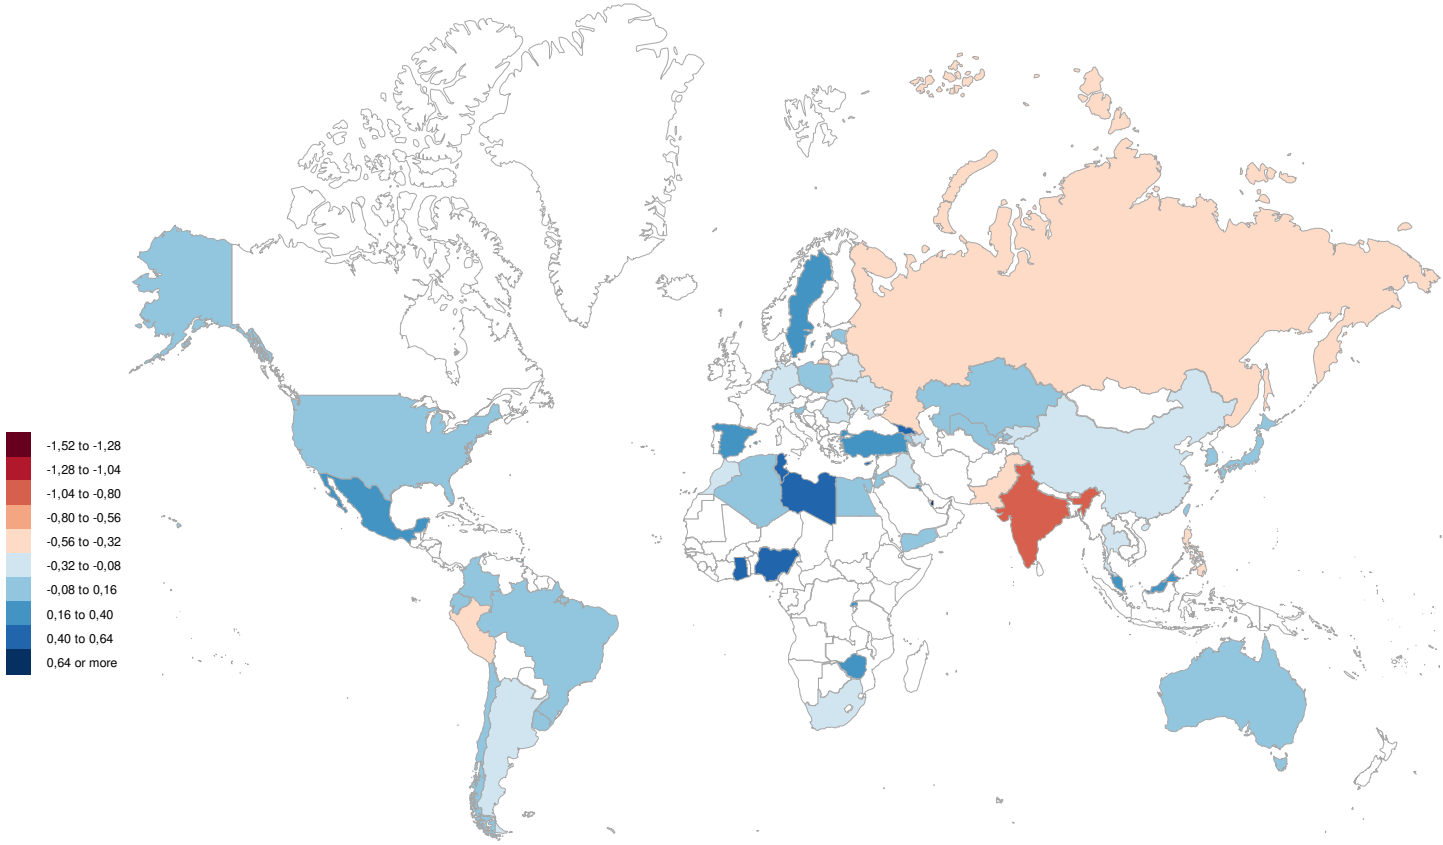 -1,52 to -1,28
-1,28 to -1,04
-1,04 to -0,80
-0,80 to -0,56
-0,56 to -0,32
-0,32 to -0,08
-0,08 to 0,16
0,16 to 0,40
0,40 to 0,64
0,64 or more